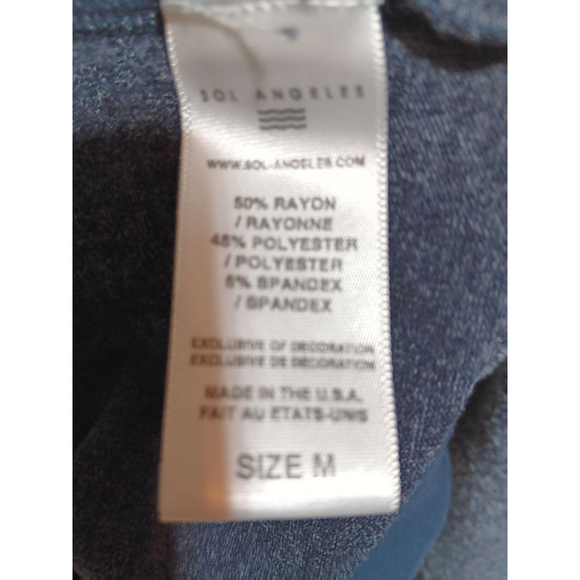 SOL ANGELES
WWW.SOL-ANGELES.COM
50% RAYON
/ RAYONNE
45% POLYESTER
/ POLYESTER
5% SPANDEX
/ SPANDEX
EXCLUSIVE OF DECORATION
EXCLUSIVE DE DECORATION
MADE IN THE U.S.A.
FAIT AU ETATS-UNIS
SIZE M